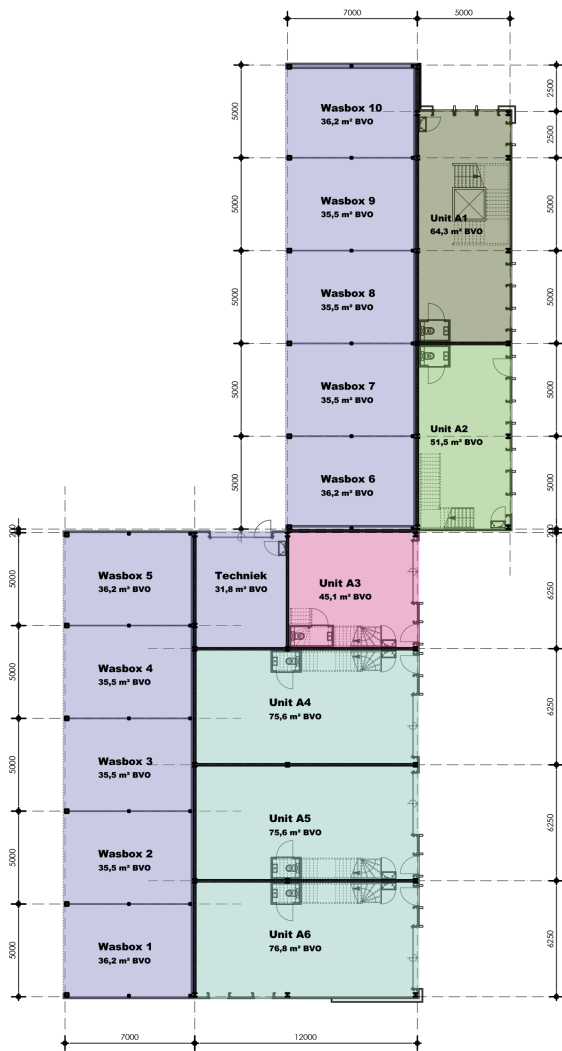 7000
5000
2500
2500
5000
5000
5000
5000
5000
5000
5000
5000
5000
Wasbox 10
36,2 m² BVO
Wasbox 9
35,5 m² BVO
Unit A1
64,3 m² BVO
Wasbox 8
35,5 m² BVO
Wasbox 7
35,5 m² BVO
Unit A2
51,5 m² BVO
Wasbox 6
36,2 m² BVO
200
200
5000
6250
Wasbox 5
36,2 m² BVO
Techniek
31,8 m² BVO
Unit A3
45,1 m² BVO
5000
Wasbox 4
35,5 m² BVO
Unit A4
75,6 m² BVO
6250
5000
Wasbox 3
35,5 m² BVO
Unit A5
75,6 m² BVO
6250
5000
Wasbox 2
35,5 m² BVO
5000
Wasbox 1
36,2 m² BVO
Unit A6
76,8 m² BVO
6250
7000
12000